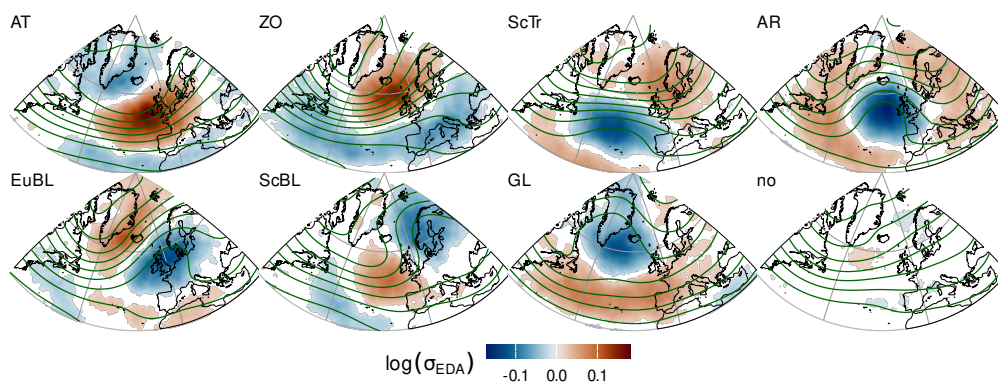 AT ZO ScTr AR
EuBL ScBL GL no
log(σEDA)
-0.1 0.0 0.1